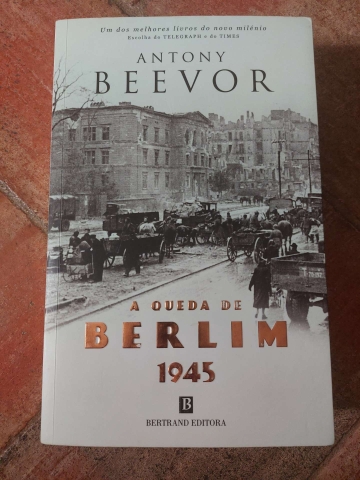 Um dos melhores livros do novo milénio
Escolha do TELEGRAPH e do TIMES
ANTONY
BEEVOR
A QUEDA DE
BERLIM
1945
B
BERTRAND EDITORA